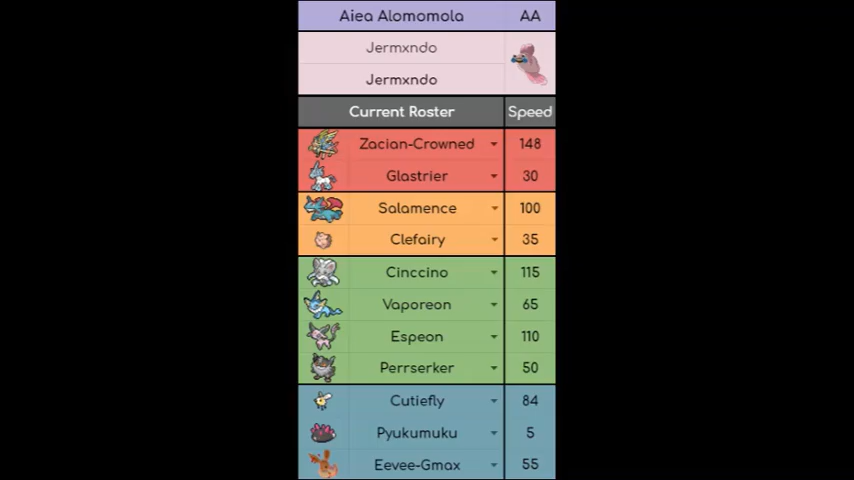 Aiea Alomomola AA
Jermxndo
Jermxndo
Current Roster Speed
Zacian-Crowned 148
Glastrier 30
Salamence 100
Clefairy 35
Cinccino 115
Vaporeon 65
Espeon 110
Perrserker 50
Cutiefly 84
Pyukumuku 5
Eevee-Gmax 55